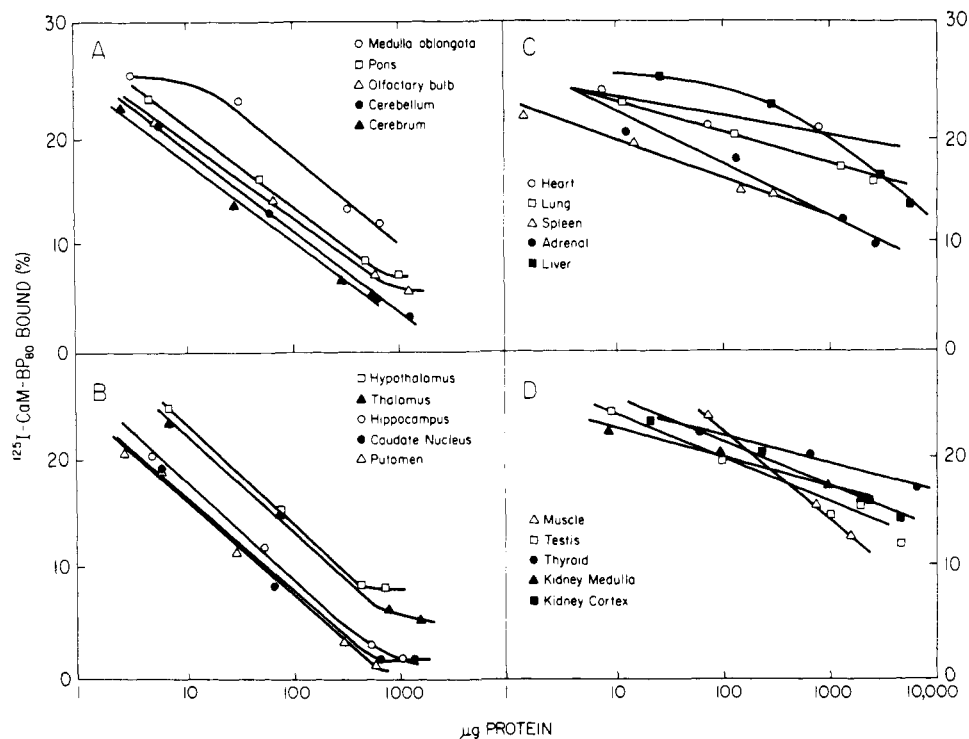 ¹²⁵I-CaM-BP₈₀ BOUND (%)
30
20
10
0
A
Medulla oblongata
Pons
Olfactory bulb
Cerebellum
Cerebrum
C
Heart
Lung
Spleen
Adrenal
Liver
30
20
10
0
B
Hypothalamus
Thalamus
Hippocampus
Caudate Nucleus
Putamen
20
10
0
D
Muscle
Testis
Thyroid
Kidney Medulla
Kidney Cortex
20
10
0
1 10 100 1000
1 10 100 1000 10,000
µg PROTEIN